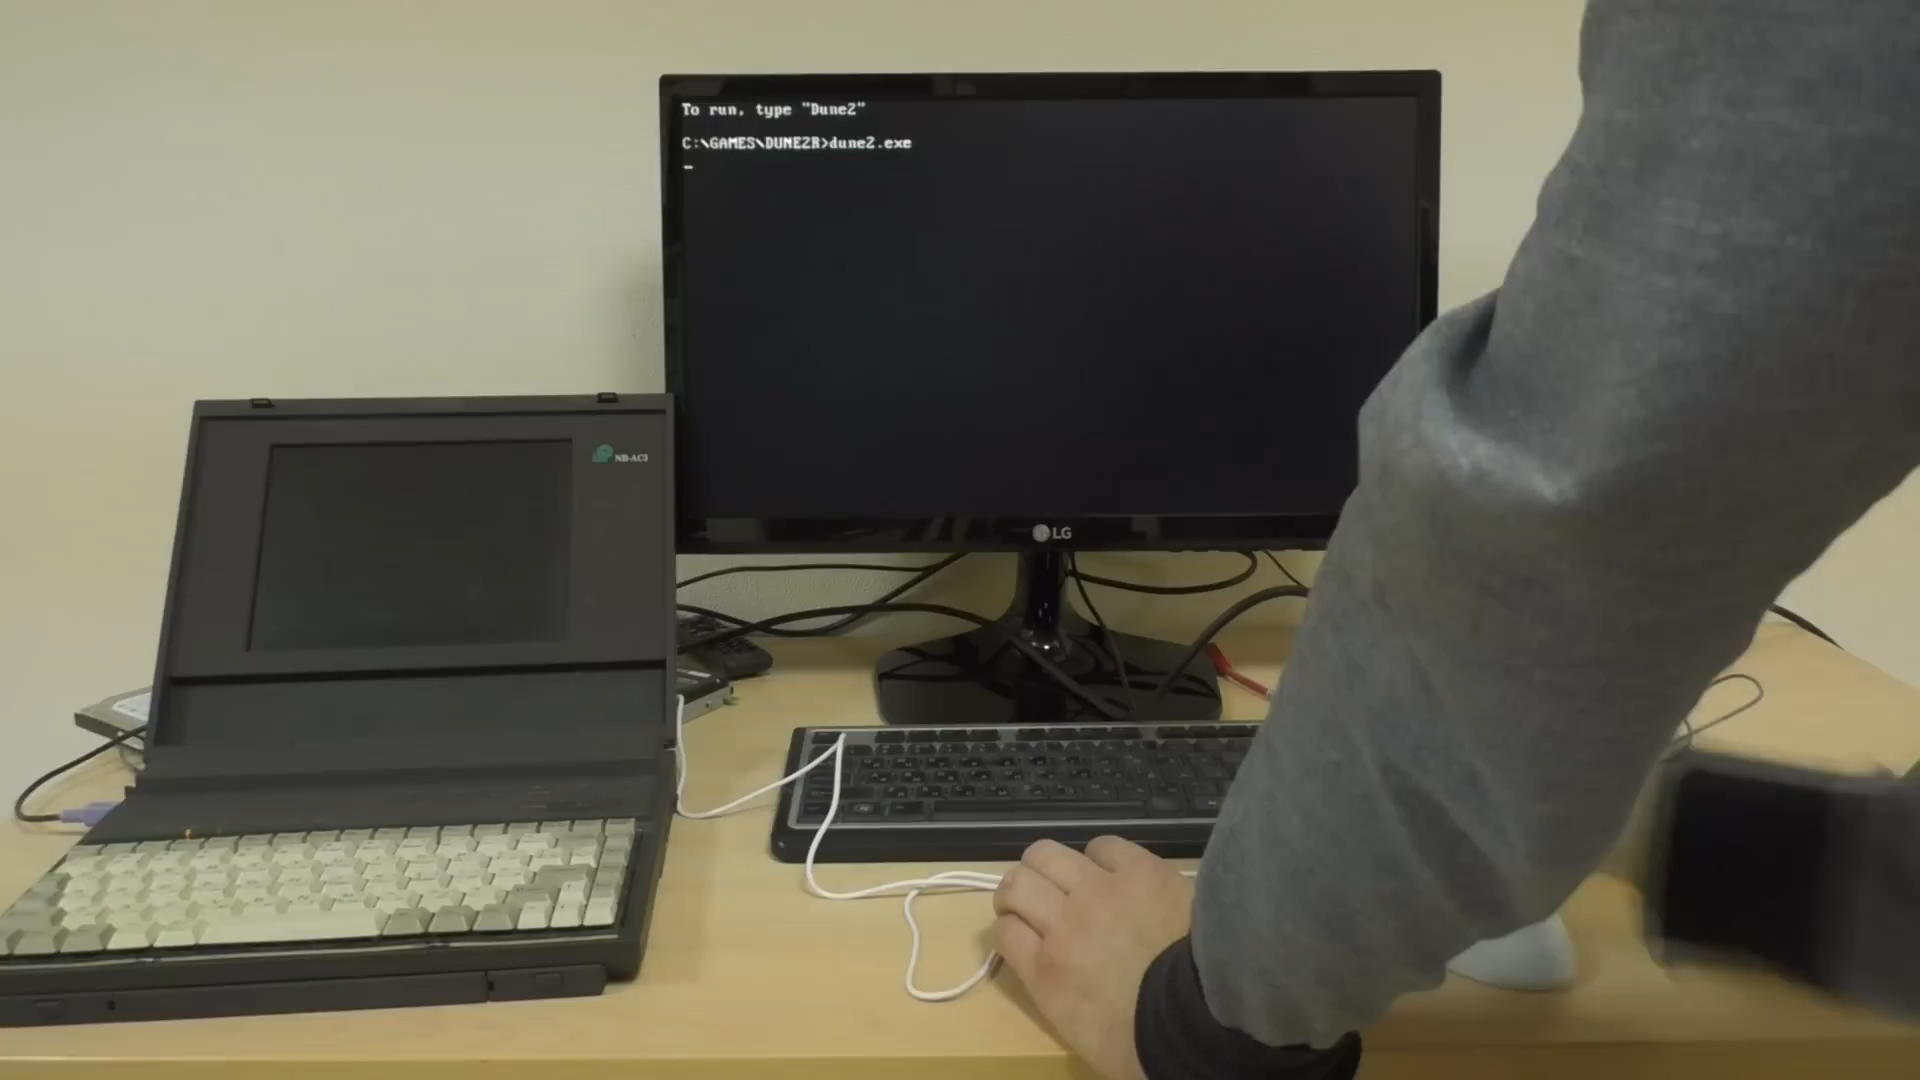 To run, type "Dune2"
C:\GAMES\DUNE2R>dune2.exe
NB-AC3
LG